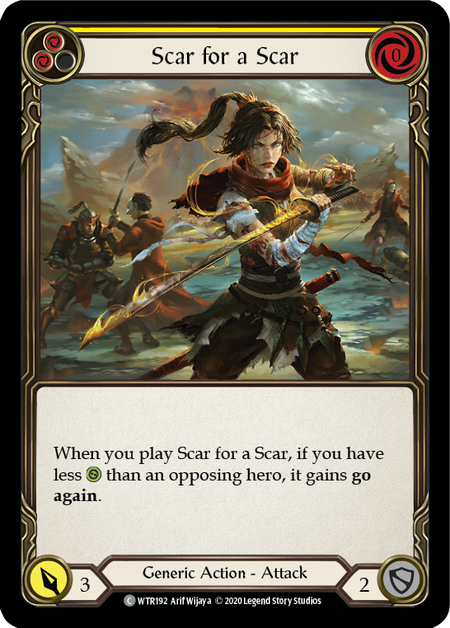 Scar for a Scar
0
When you play Scar for a Scar, if you have
less than an opposing hero, it gains go
again.
3
Generic Action - Attack
2
C WTR192 Arif Wijaya © 2020 Legend Story Studios